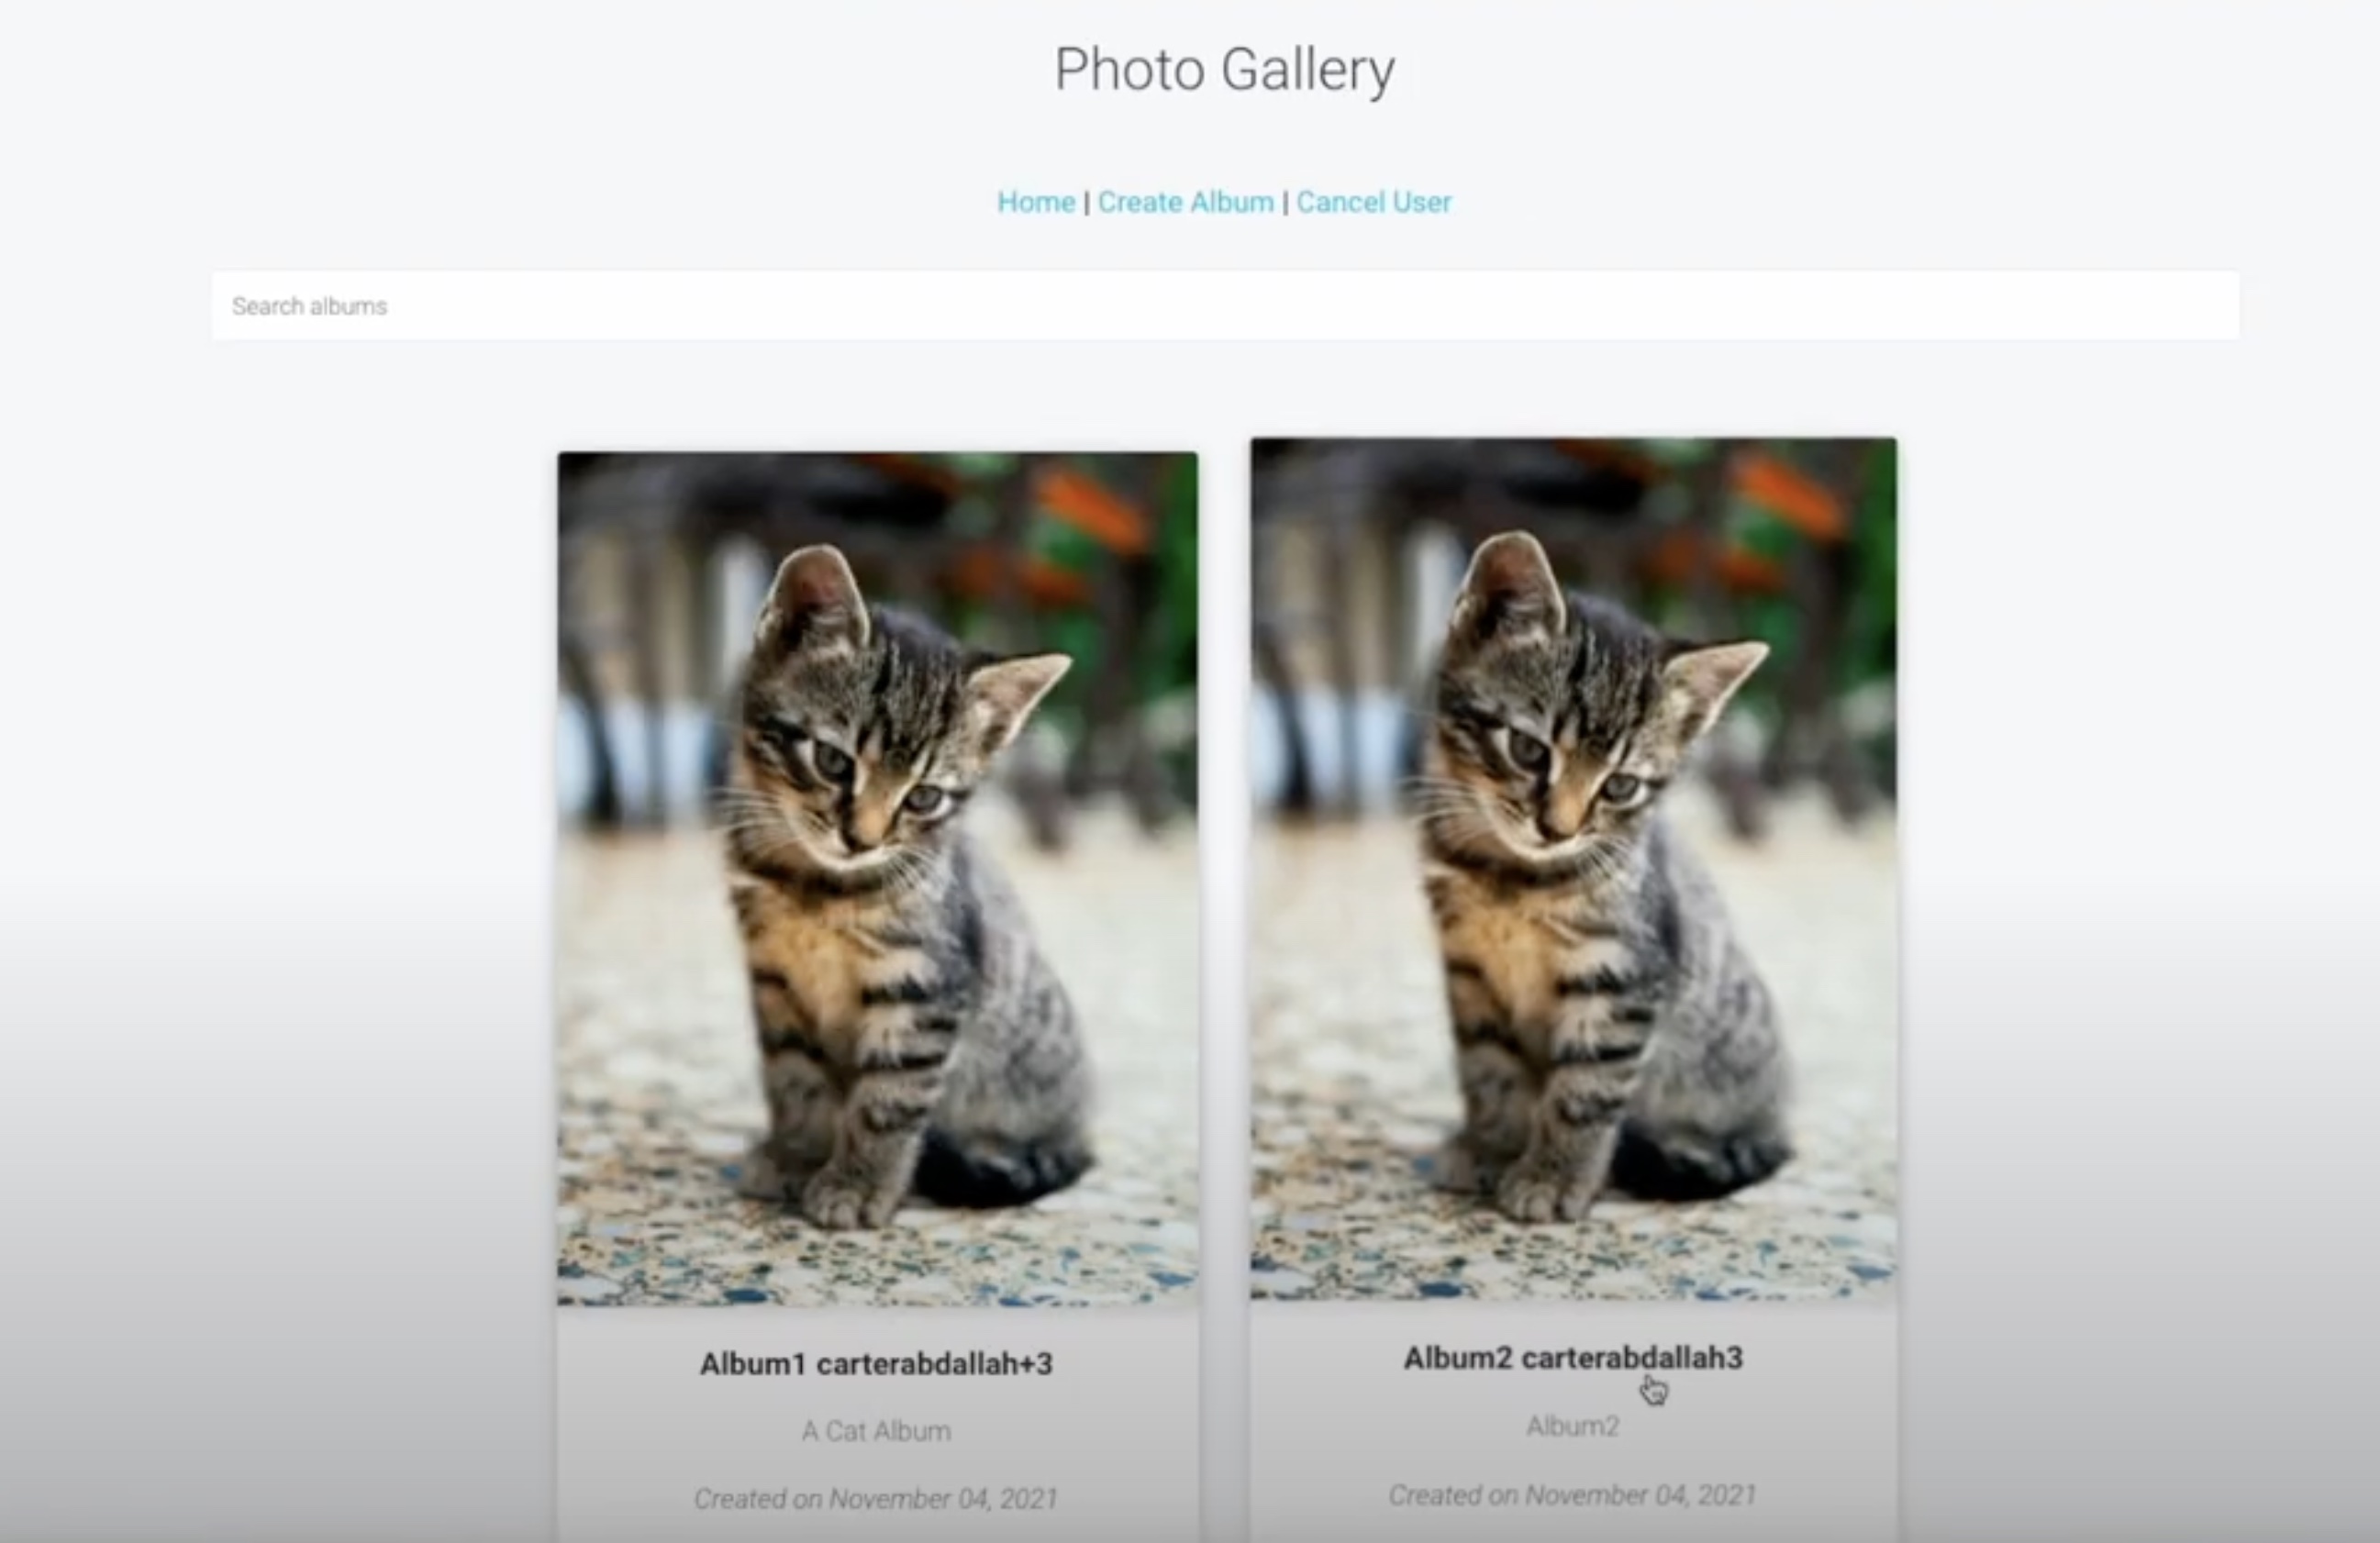 Photo Gallery
Home | Create Album | Cancel User
Search albums
Album1 carterabdallah+3
A Cat Album
Created on November 04, 2021
Album2 carterabdallah3
Album2
Created on November 04, 2021